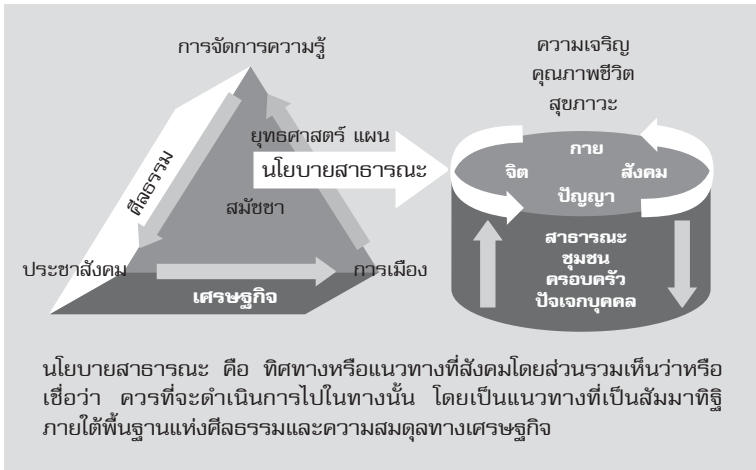 การจัดการความรู้
ศีลธรรม
ยุทธศาสตร์ แผน
นโยบายสาธารณะ
สมัชชา
ประชาสังคม
การเมือง
เศรษฐกิจ
ความเจริญ
คุณภาพชีวิต
สุขภาวะ
กาย
จิต สังคม
ปัญญา
สาธารณะ
ชุมชน
ครอบครัว
ปัจเจกบุคคล
นโยบายสาธารณะ คือ ทิศทางหรือแนวทางที่สังคมโดยส่วนรวมเห็นว่าหรือ
เชื่อว่า ควรที่จะดำเนินการไปในทางนั้น โดยเป็นแนวทางที่เป็นสัมมาทิฐิ
ภายใต้พื้นฐานแห่งศีลธรรมและความสมดุลทางเศรษฐกิจ